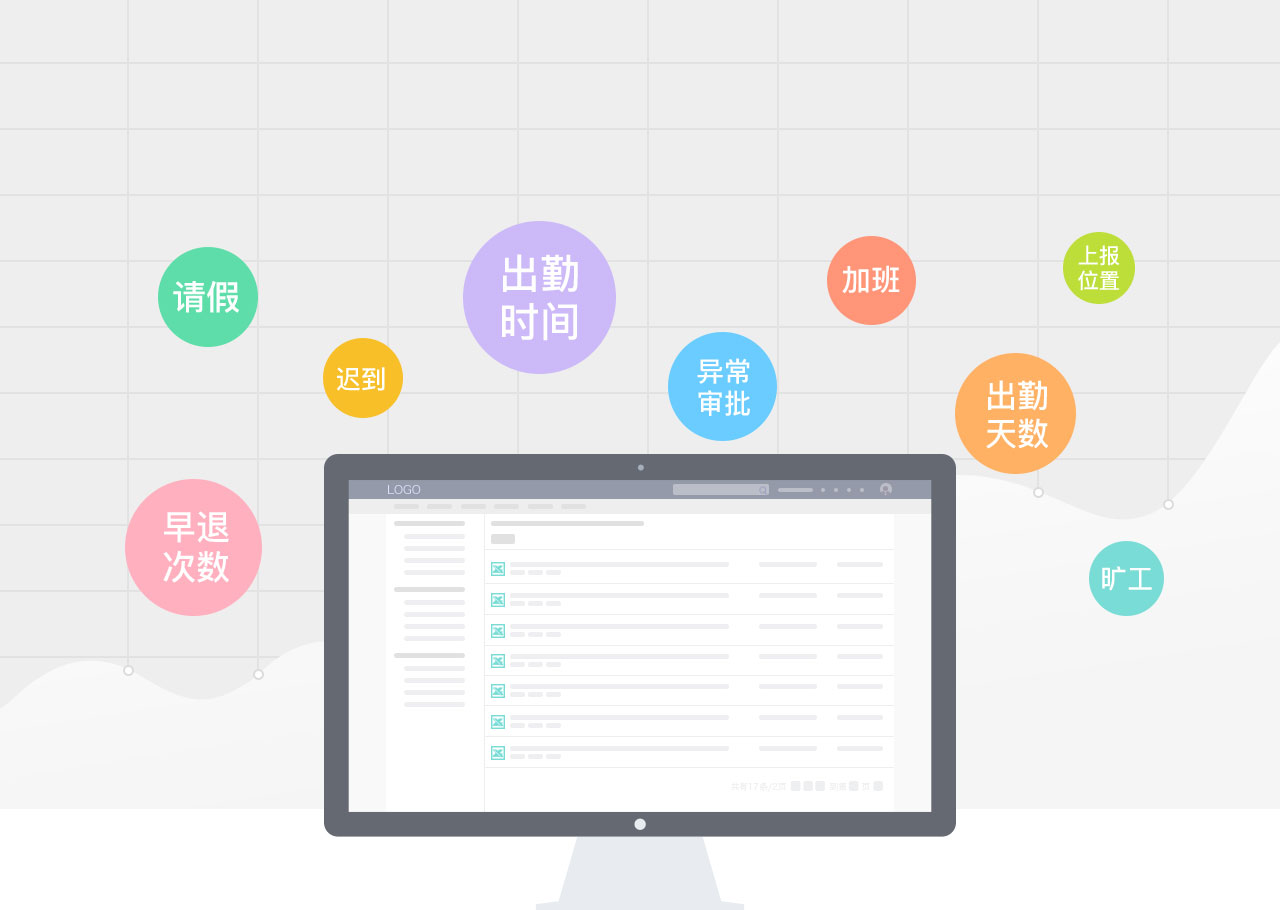 出勤
时间
上报
位置
加班
请假
迟到
异常
审批
出勤
天数
早退
次数
旷工
LOGO
共有17条/2页 到第 页